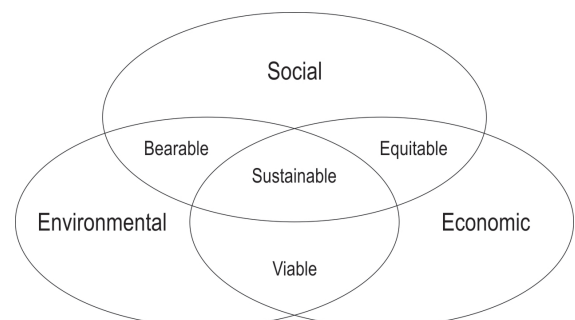 Social
Bearable
Equitable
Sustainable
Environmental
Economic
Viable